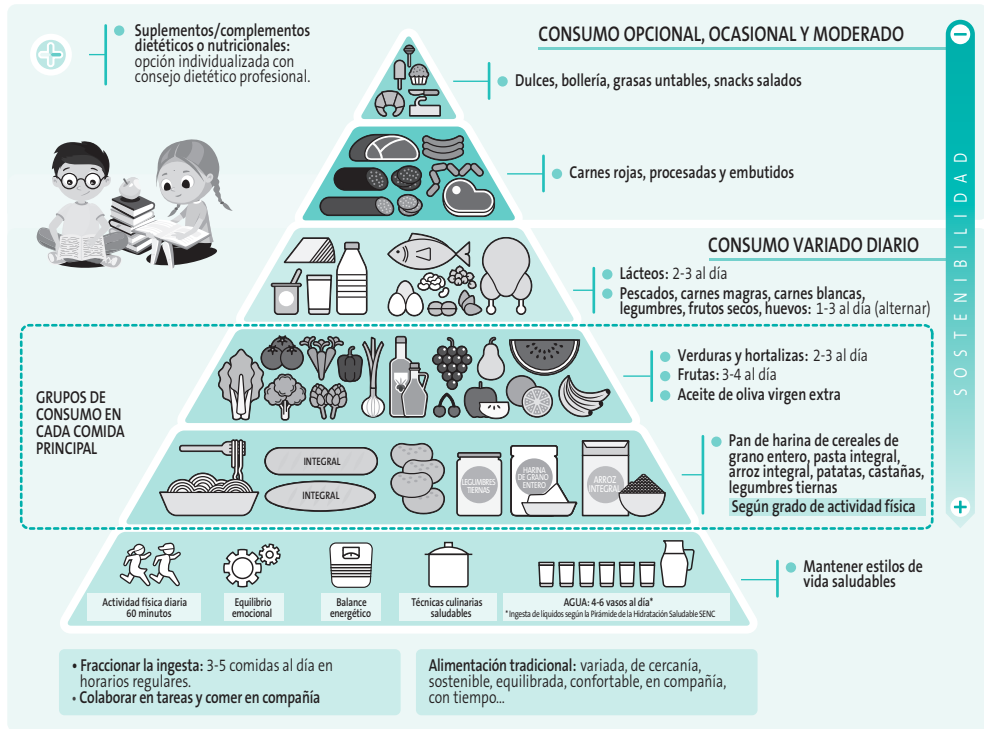 Suplementos/complementos
dietéticos o nutricionales:
opción individualizada con
consejo dietético profesional.
CONSUMO OPCIONAL, OCASIONAL Y MODERADO
Dulces, bollería, grasas untables, snacks salados
Carnes rojas, procesadas y embutidos
CONSUMO VARIADO DIARIO
Lácteos: 2-3 al día
Pescados, carnes magras, carnes blancas,
legumbres, frutos secos, huevos: 1-3 al día (alternar)
Verduras y hortalizas: 2-3 al día
Frutas: 3-4 al día
Aceite de oliva virgen extra
GRUPOS DE
CONSUMO EN
CADA COMIDA
PRINCIPAL
INTEGRAL
INTEGRAL
LEGUMBRES
TIERNAS
HARINA
DE GRANO
ENTERO
ARROZ
INTEGRAL
Pan de harina de cereales de
grano entero, pasta integral,
arroz integral, patatas, castañas,
legumbres tiernas
Según grado de actividad física
SOSTENIBILIDAD
Actividad física diaria
60 minutos
Equilibrio
emocional
Balance
energético
Técnicas culinarias
saludables
AGUA: 4-6 vasos al día*
*Ingesta de líquidos según la Pirámide de la Hidratación Saludable SENC
Mantener estilos de
vida saludables
• Fraccionar la ingesta: 3-5 comidas al día en
horarios regulares.
• Colaborar en tareas y comer en compañía
Alimentación tradicional: variada, de cercanía,
sostenible, equilibrada, confortable, en compañía,
con tiempo...